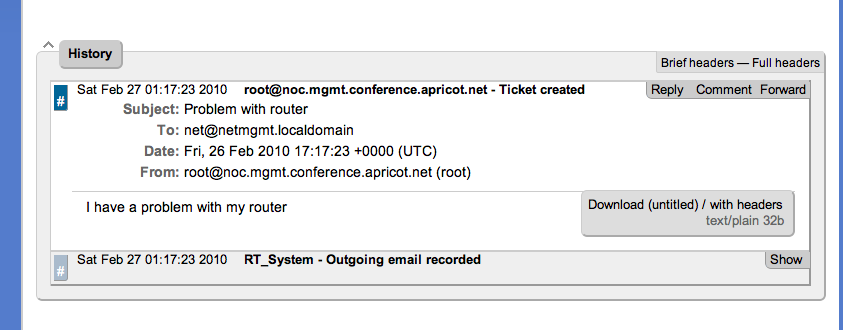 History
Brief headers — Full headers
# Sat Feb 27 01:17:23 2010 root@noc.mgmt.conference.apricot.net - Ticket created Reply Comment Forward
Subject: Problem with router
To: net@netmgmt.localdomain
Date: Fri, 26 Feb 2010 17:17:23 +0000 (UTC)
From: root@noc.mgmt.conference.apricot.net (root)
I have a problem with my router
Download (untitled) / with headers
text/plain 32b
# Sat Feb 27 01:17:23 2010 RT_System - Outgoing email recorded Show